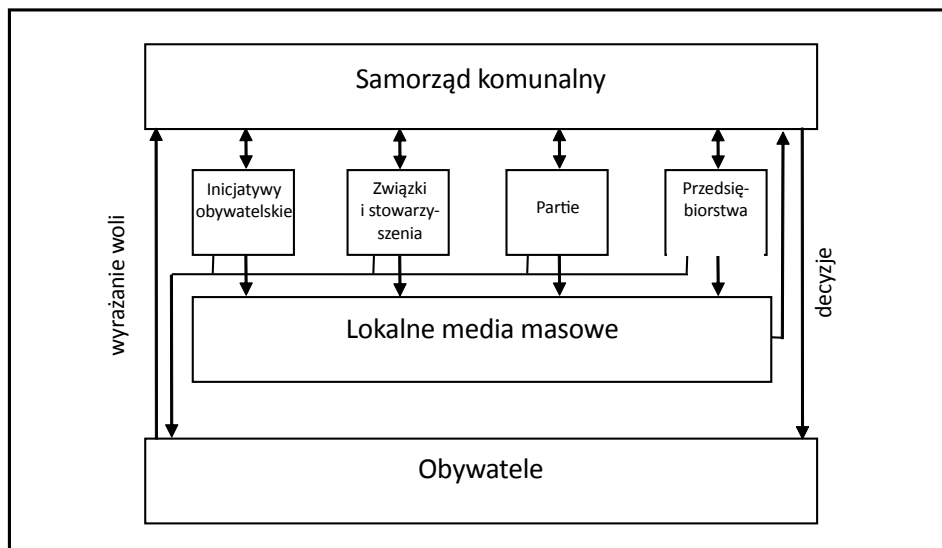 Samorząd komunalny
Inicjatywy
obywatelskie
Związki
i stowarzy-
szenia
Partie
Przedsię-
biorstwa
wyrażanie woli
decyzje
Lokalne media masowe
Obywatele